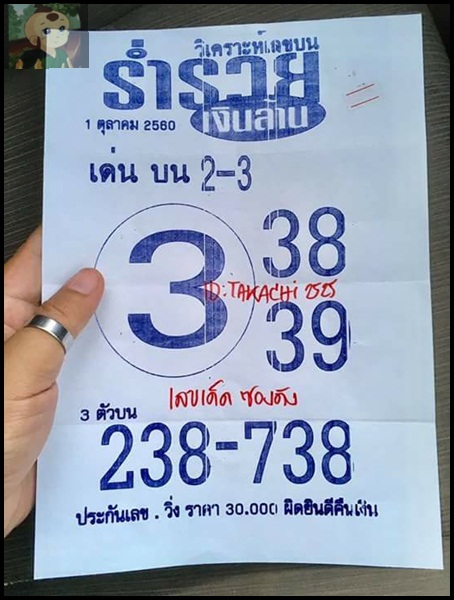 วิเคราะห์เลขบน
ร่ำรวย
เงินล้าน
1 ตุลาคม 2560
เด่น บน 2-3
3
38
ID:TAKACHI 2525
39
เลขเด็ด ซองดัง
3 ตัวบน
238-738
ประกันเลข . วิ่ง ราคา 30.000 ผิดยินดีคืนเงิน